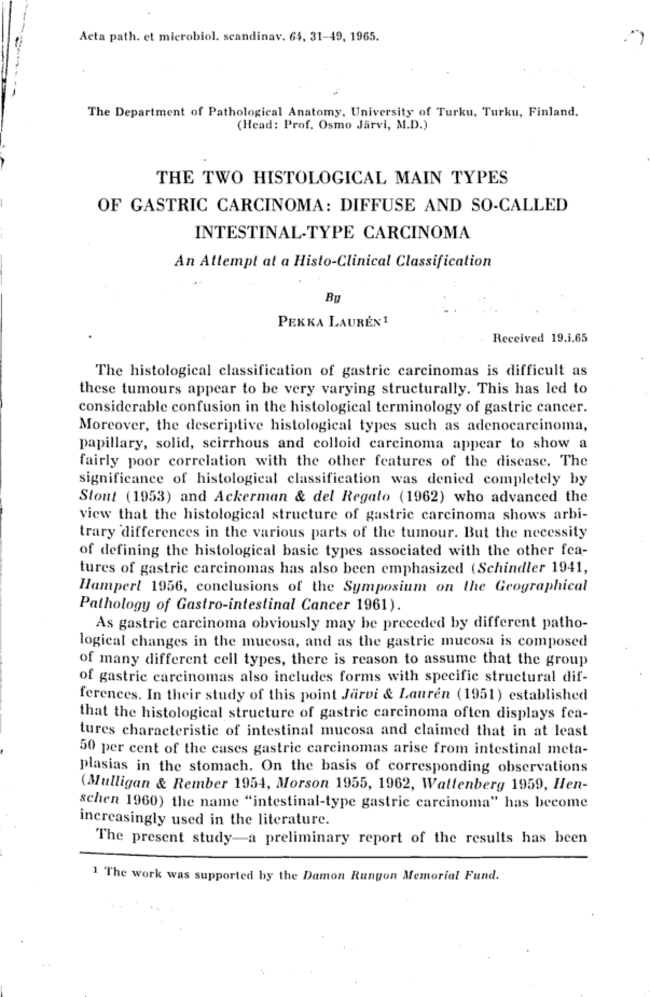 Acta path. et microbiol. scandinav. 64, 31–49, 1965.
The Department of Pathological Anatomy, University of Turku, Turku, Finland.
(Head: Prof. Osmo Järvi, M.D.)
THE TWO HISTOLOGICAL MAIN TYPES
OF GASTRIC CARCINOMA: DIFFUSE AND SO-CALLED
INTESTINAL-TYPE CARCINOMA
An Attempt at a Histo-Clinical Classification
By
PEKKA LAURÉN¹
Received 19.i.65
The histological classification of gastric carcinomas is difficult as
these tumours appear to be very varying structurally. This has led to
considerable confusion in the histological terminology of gastric cancer.
Moreover, the descriptive histological types such as adenocarcinoma,
papillary, solid, scirrhous and colloid carcinoma appear to show a
fairly poor correlation with the other features of the disease. The
significance of histological classification was denied completely by
Stout (1953) and Ackerman & del Regato (1962) who advanced the
view that the histological structure of gastric carcinoma shows arbi-
trary differences in the various parts of the tumour. But the necessity
of defining the histological basic types associated with the other fea-
tures of gastric carcinomas has also been emphasized (Schindler 1941,
Hamperl 1956, conclusions of the Symposium on the Geographical
Pathology of Gastro-intestinal Cancer 1961).
As gastric carcinoma obviously may be preceded by different patho-
logical changes in the mucosa, and as the gastric mucosa is composed
of many different cell types, there is reason to assume that the group
of gastric carcinomas also includes forms with specific structural dif-
ferences. In their study of this point Järvi & Laurén (1951) established
that the histological structure of gastric carcinoma often displays fea-
tures characteristic of intestinal mucosa and claimed that in at least
50 per cent of the cases gastric carcinomas arise from intestinal meta-
plasias in the stomach. On the basis of corresponding observations
(Mulligan & Rember 1954, Morson 1955, 1962, Wattenberg 1959, Hen-
schen 1960) the name “intestinal-type gastric carcinoma” has become
increasingly used in the literature.
The present study—a preliminary report of the results has been
¹ The work was supported by the Damon Runyon Memorial Fund.